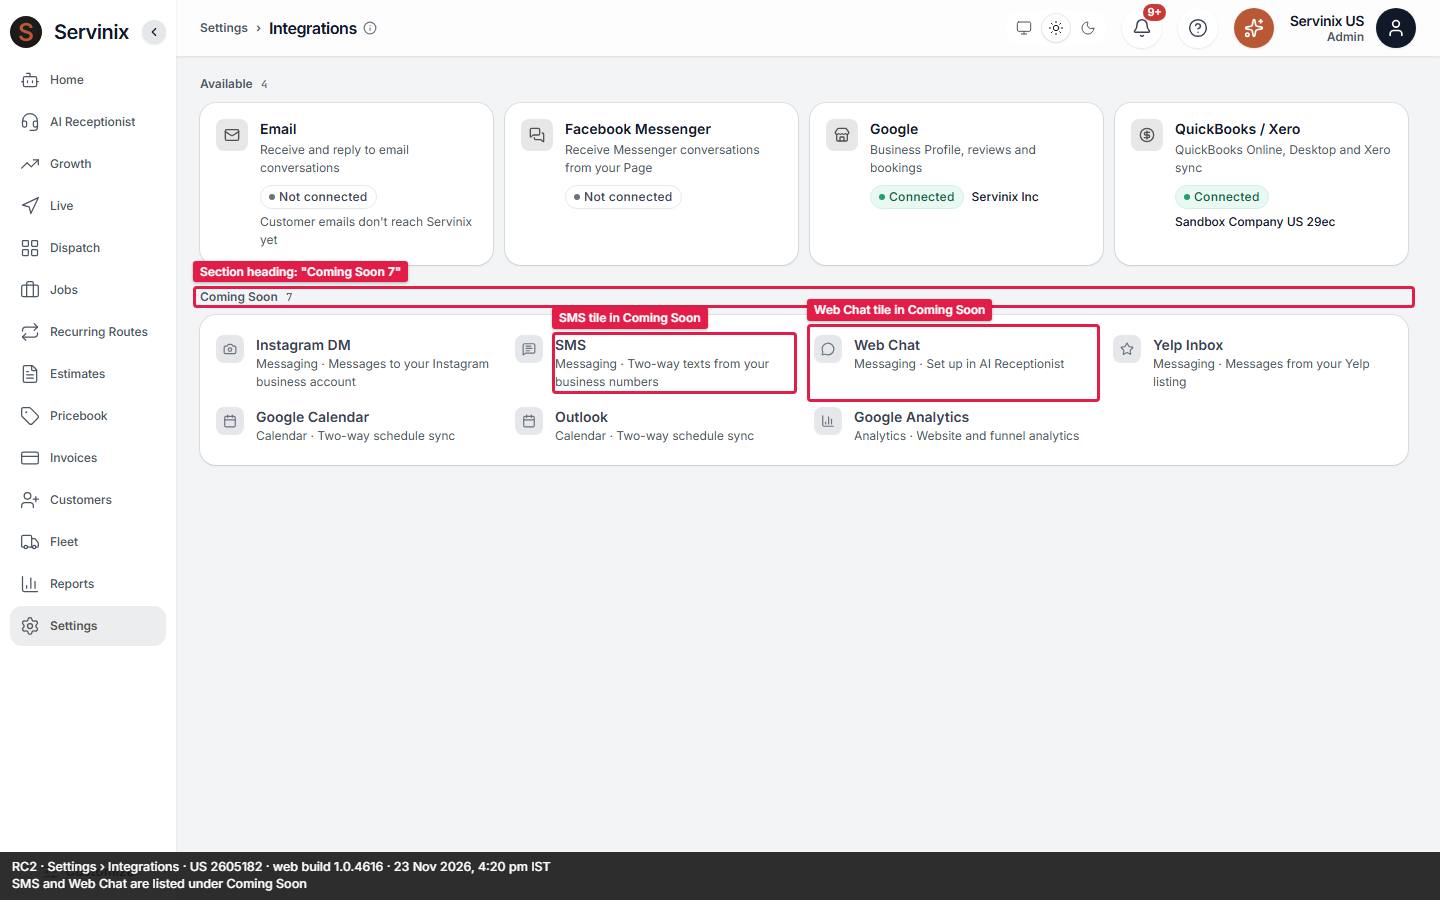 Servinix
Home
AI Receptionist
Growth
Live
Dispatch
Jobs
Recurring Routes
Estimates
Pricebook
Invoices
Customers
Fleet
Reports
Settings
Settings › Integrations
9+
Servinix US
Admin
Available 4
Email
Receive and reply to email
conversations
Not connected
Customer emails don't reach Servinix
yet
Facebook Messenger
Receive Messenger conversations
from your Page
Not connected
Google
Business Profile, reviews and
bookings
Connected Servinix Inc
QuickBooks / Xero
QuickBooks Online, Desktop and Xero
sync
Connected
Sandbox Company US 29ec
Section heading: "Coming Soon 7"
Coming Soon 7
SMS tile in Coming Soon
Web Chat tile in Coming Soon
Instagram DM
Messaging · Messages to your Instagram
business account
SMS
Messaging · Two-way texts from your
business numbers
Web Chat
Messaging · Set up in AI Receptionist
Yelp Inbox
Messaging · Messages from your Yelp
listing
Google Calendar
Calendar · Two-way schedule sync
Outlook
Calendar · Two-way schedule sync
Google Analytics
Analytics · Website and funnel analytics
RC2 · Settings › Integrations · US 2605182 · web build 1.0.4616 · 23 Nov 2026, 4:20 pm IST
SMS and Web Chat are listed under Coming Soon